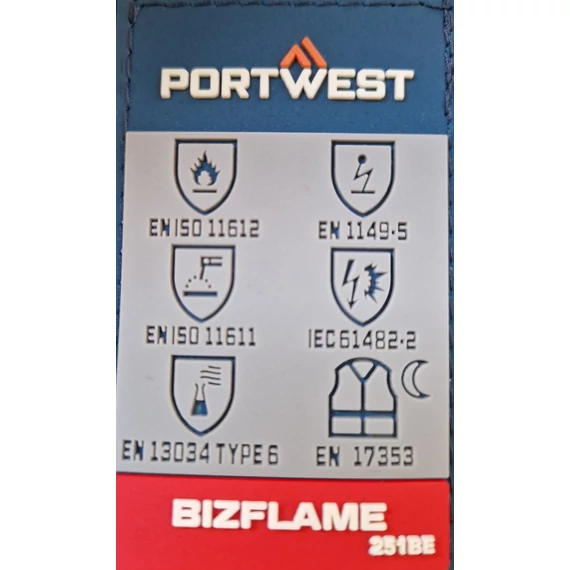 PORTWEST
EN ISO 11612
EN 1149-5
EN ISO 11611
IEC 61482-2
EN 13034 TYPE 6
EN 17353
BIZFLAME
251BE